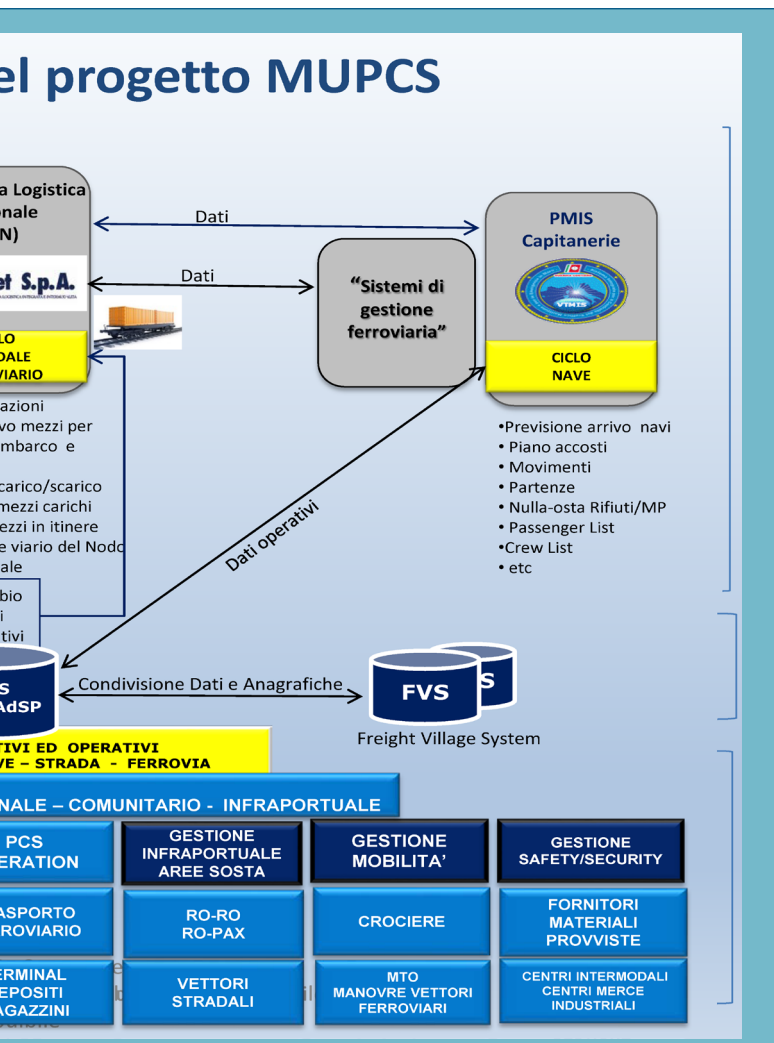 el progetto MUPCS
a Logistica
onale
N)
et S.p.A.
LO
DALE
VIARIO
Dati
Dati
“Sistemi di
gestione
ferroviaria”
PMIS
Capitanerie
VTMIS
CICLO
NAVE
azioni
vo mezzi per
mbarco e
carico/scarico
mezzi carichi
ezzi in itinere
e viario del Nodo
ale
•Previsione arrivo navi
• Piano accosti
• Movimenti
• Partenze
• Nulla-osta Rifiuti/MP
• Passenger List
•Crew List
• etc
Dati operativi
bio
i
tivi
S
AdSP
Condivisione Dati e Anagrafiche
FVS
S
Freight Village System
TIVI ED OPERATIVI
VE – STRADA - FERROVIA
NALE – COMUNITARIO - INFRAPORTUALE
PCS
ERATION
GESTIONE
INFRAPORTUALE
AREE SOSTA
GESTIONE
MOBILITA’
GESTIONE
SAFETY/SECURITY
ASPORTO
ROVIARIO
RO-RO
RO-PAX
CROCIERE
FORNITORI
MATERIALI
PROVVISTE
ERMINAL
EPOSITI
AGAZZINI
VETTORI
STRADALI
MTO
MANOVRE VETTORI
FERROVIARI
CENTRI INTERMODALI
CENTRI MERCE
INDUSTRIALI